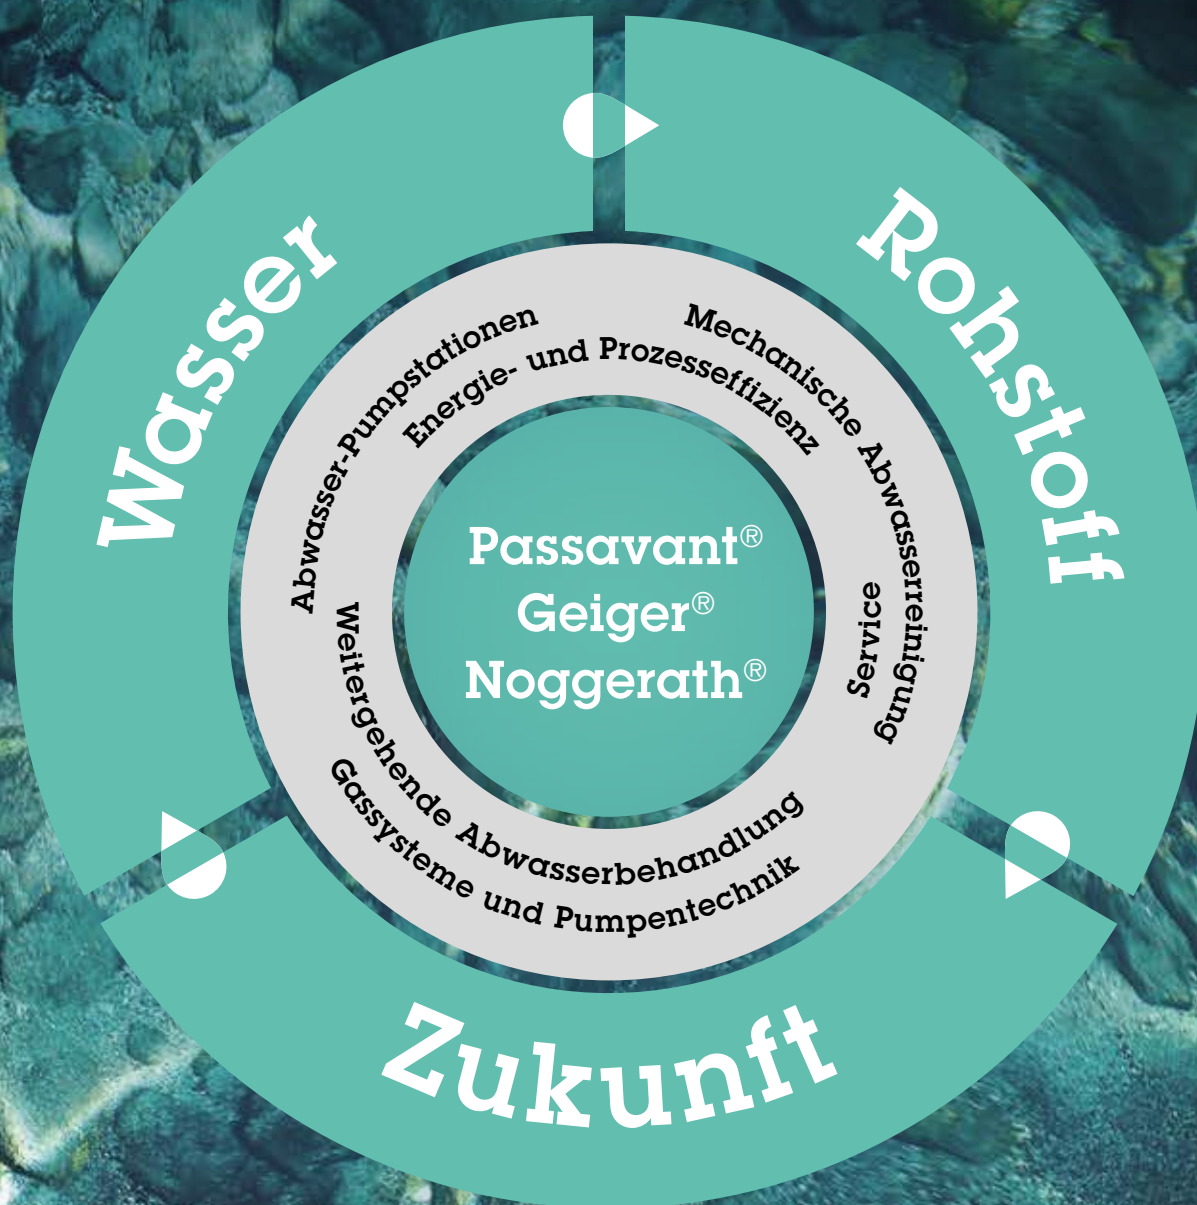 Wasser
Rohstoff
Zukunft
Abwasser-Pumpstationen
Mechanische Abwasserreinigung
Energie- und Prozesseffizienz
Service
Weitergehende Abwasserbehandlung
Gassysteme und Pumpentechnik
Passavant®
Geiger®
Noggerath®